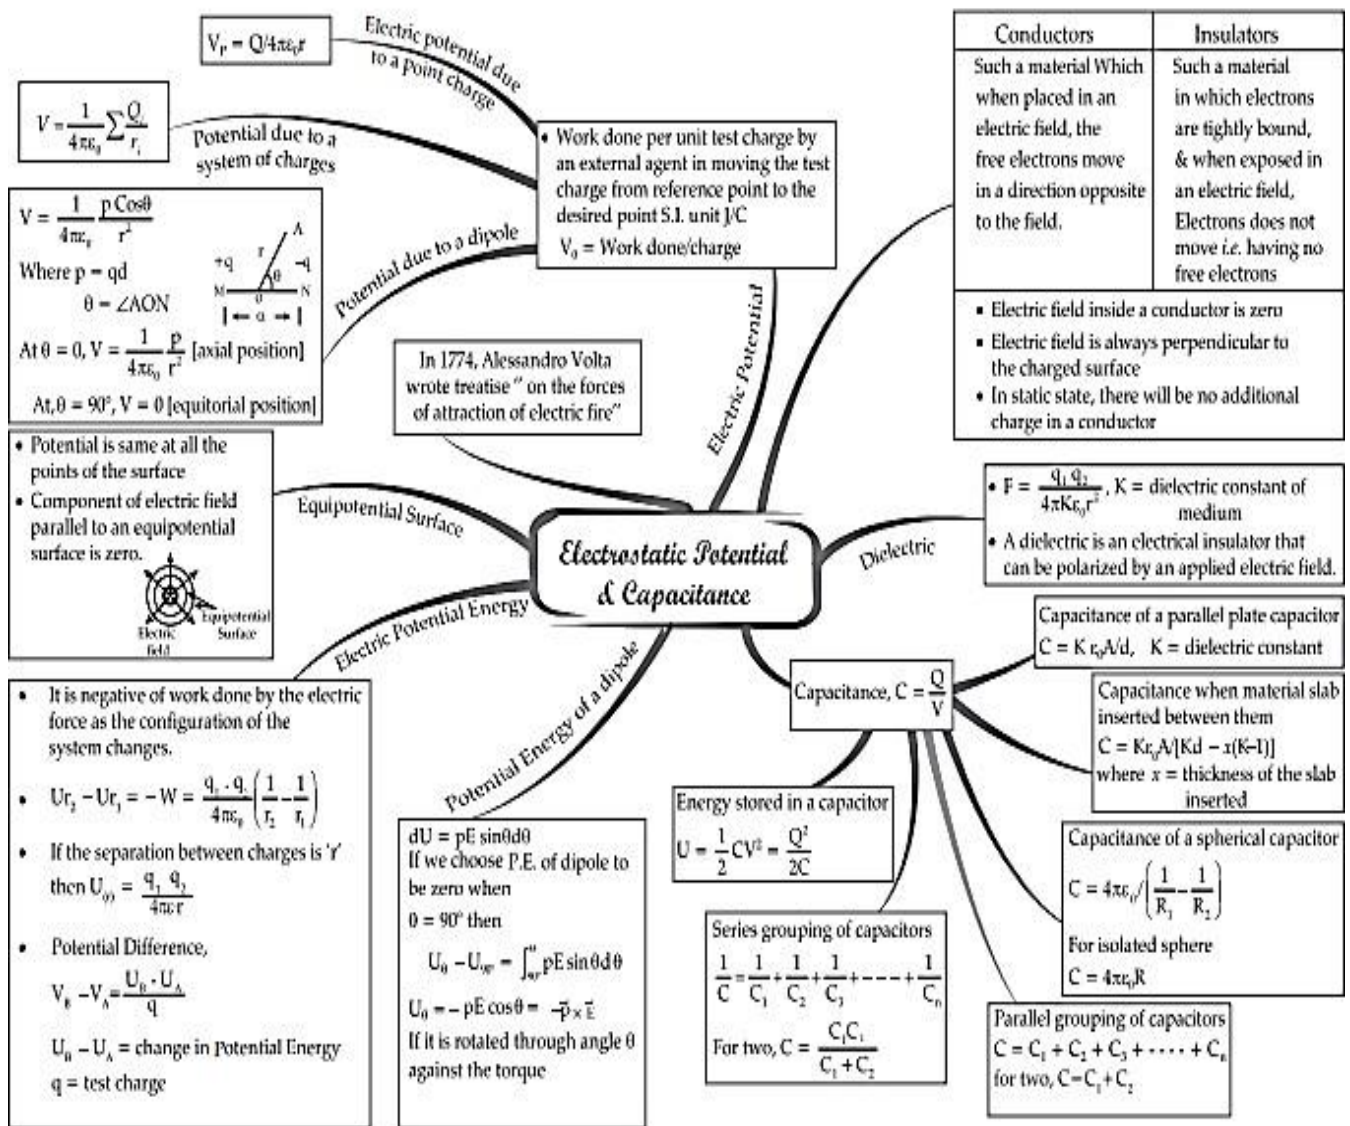 V_P = Q/4πε₀r
Electric potential due
to a point charge
V = 1/4πε₀ ∑ Q_i/r_i
Potential due to a
system of charges
• Work done per unit test charge by
an external agent in moving the test
charge from reference point to the
desired point S.I. unit J/C
V₀ = Work done/charge
V = 1/4πε₀ p Cosθ/r²
Where p = qd
θ = ∠AON
+q r A
θ -q
M o N
a
At θ = 0, V = 1/4πε₀ p/r² [axial position]
At, θ = 90°, V = 0 [equitorial position]
Potential due to a dipole
In 1774, Alessandro Volta
wrote treatise " on the forces
of attraction of electric fire"
Electric Potential
Conductors
Such a material Which
when placed in an
electric field, the
free electrons move
in a direction opposite
to the field.
Insulators
Such a material
in which electrons
are tightly bound,
& when exposed in
an electric field,
Electrons does not
move i.e. having no
free electrons
▪ Electric field inside a conductor is zero
▪ Electric field is always perpendicular to
the charged surface
• In static state, there will be no additional
charge in a conductor
• Potential is same at all the
points of the surface
• Component of electric field
parallel to an equipotential
surface is zero.
Equipotential
Surface
Electric
field
Equipotential Surface
Electrostatic Potential
& Capacitance
Dielectric
• F = q₁ q₂/4πKε₀r², K = dielectric constant of
medium
• A dielectric is an electrical insulator that
can be polarized by an applied electric field.
Electric Potential Energy
• It is negative of work done by the electric
force as the configuration of the
system changes.
• Ur₂ – Ur₁ = – W = q₁ . q₂/4πε₀ (1/r₂ – 1/r₁)
• If the separation between charges is 'r'
then U = q₁ q₂/4πεr
• Potential Difference,
V_B – V_A = U_B - U_A/q
U_B – U_A = change in Potential Energy
q = test charge
Potential Energy of a dipole
dU = pE sinθdθ
If we choose P.E. of dipole to
be zero when
θ = 90° then
U_θ – U_90° = ∫ pE sinθdθ
U_θ = – pE cosθ = –p⃗ × E⃗
If it is rotated through angle θ
against the torque
Capacitance, C = Q/V
Capacitance of a parallel plate capacitor
C = K ε₀A/d, K = dielectric constant
Capacitance when material slab
inserted between them
C = Kε₀A/[Kd – x(K–1)]
where x = thickness of the slab
inserted
Energy stored in a capacitor
U = 1/2 CV² = Q²/2C
Capacitance of a spherical capacitor
C = 4πε₀/(1/R₁ – 1/R₂)
For isolated sphere
C = 4πε₀R
Series grouping of capacitors
1/C = 1/C₁ + 1/C₂ + 1/C₃ + - - - - + 1/Cₙ
For two, C = C₁C₁/C₁ + C₂
Parallel grouping of capacitors
C = C₁ + C₂ + C₃ + ····· + Cₙ
for two, C = C₁ + C₂